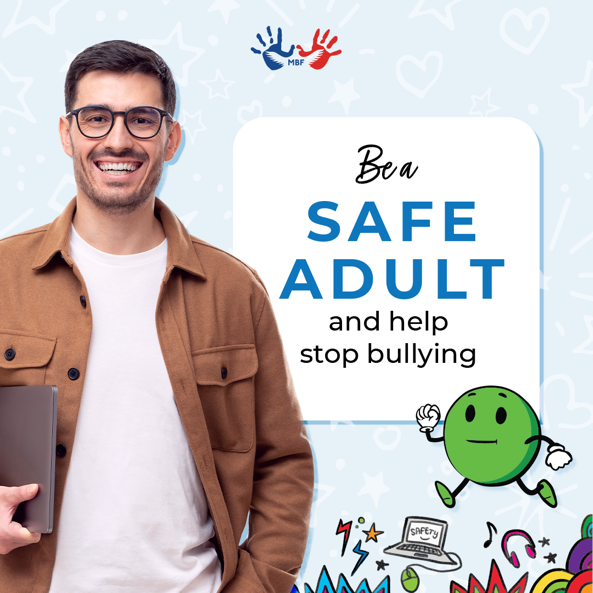 MBF
Be a
SAFE
ADULT
and help
stop bullying
SAFETY